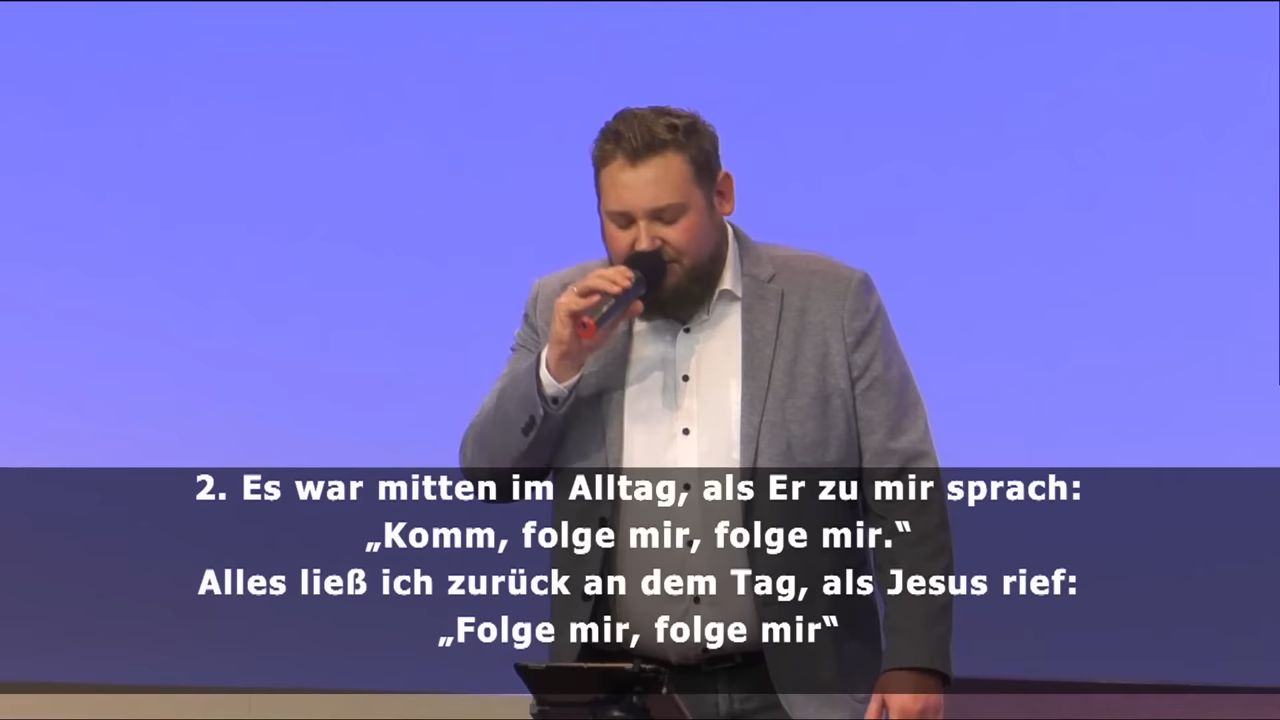 2. Es war mitten im Alltag, als Er zu mir sprach:
„Komm, folge mir, folge mir.“
Alles ließ ich zurück an dem Tag, als Jesus rief:
„Folge mir, folge mir“